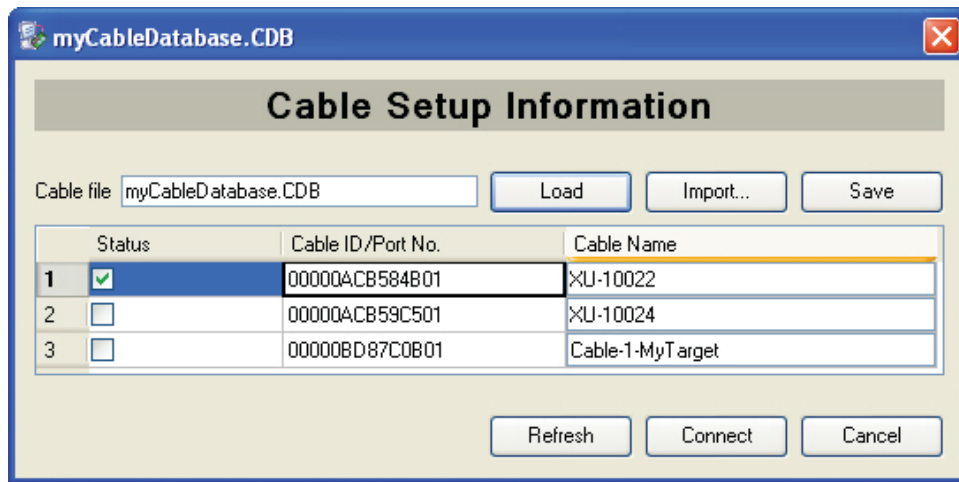 myCableDatabase.CDB
Cable Setup Information
Cable file myCableDatabase.CDB Load Import... Save
Status Cable ID/Port No. Cable Name
1 00000ACB584B01 XU-10022
2 00000ACB59C501 XU-10024
3 00000BD87C0B01 Cable-1-MyTarget
Refresh Connect Cancel